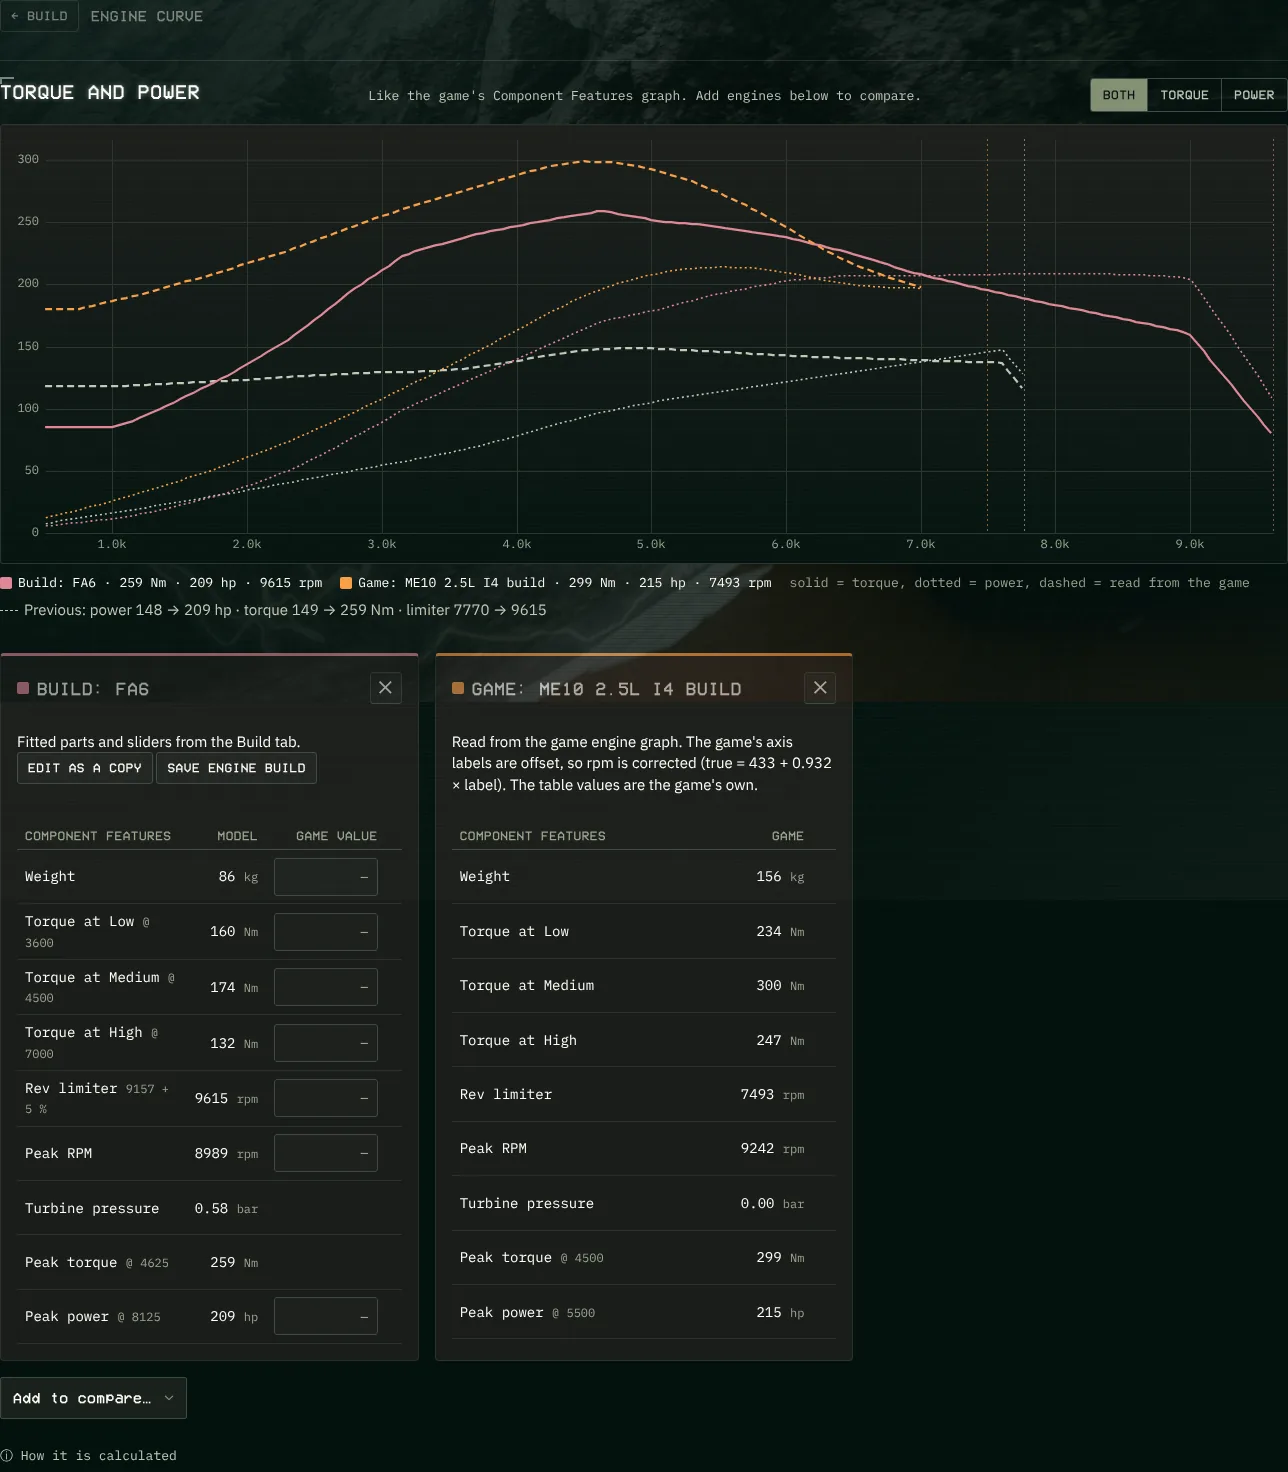 ← BUILD ENGINE CURVE
TORQUE AND POWER
Like the game's Component Features graph. Add engines below to compare.
BOTH TORQUE POWER
300
250
200
150
100
50
0
1.0k 2.0k 3.0k 4.0k 5.0k 6.0k 7.0k 8.0k 9.0k
Build: FA6 · 259 Nm · 209 hp · 9615 rpm Game: ME10 2.5L I4 build · 299 Nm · 215 hp · 7493 rpm solid = torque, dotted = power, dashed = read from the game
Previous: power 148 → 209 hp · torque 149 → 259 Nm · limiter 7770 → 9615
BUILD: FA6
Fitted parts and sliders from the Build tab.
EDIT AS A COPY SAVE ENGINE BUILD
COMPONENT FEATURES MODEL GAME VALUE
Weight 86 kg –
Torque at Low @
3600
160 Nm –
Torque at Medium @
4500
174 Nm –
Torque at High @
7000
132 Nm –
Rev limiter 9157 +
5 %
9615 rpm –
Peak RPM 8989 rpm –
Turbine pressure 0.58 bar
Peak torque @ 4625 259 Nm
Peak power @ 8125 209 hp –
GAME: ME10 2.5L I4 BUILD
Read from the game engine graph. The game's axis
labels are offset, so rpm is corrected (true = 433 + 0.932
× label). The table values are the game's own.
COMPONENT FEATURES GAME
Weight 156 kg
Torque at Low 234 Nm
Torque at Medium 300 Nm
Torque at High 247 Nm
Rev limiter 7493 rpm
Peak RPM 9242 rpm
Turbine pressure 0.00 bar
Peak torque @ 4500 299 Nm
Peak power @ 5500 215 hp
Add to compare…
ⓘ How it is calculated